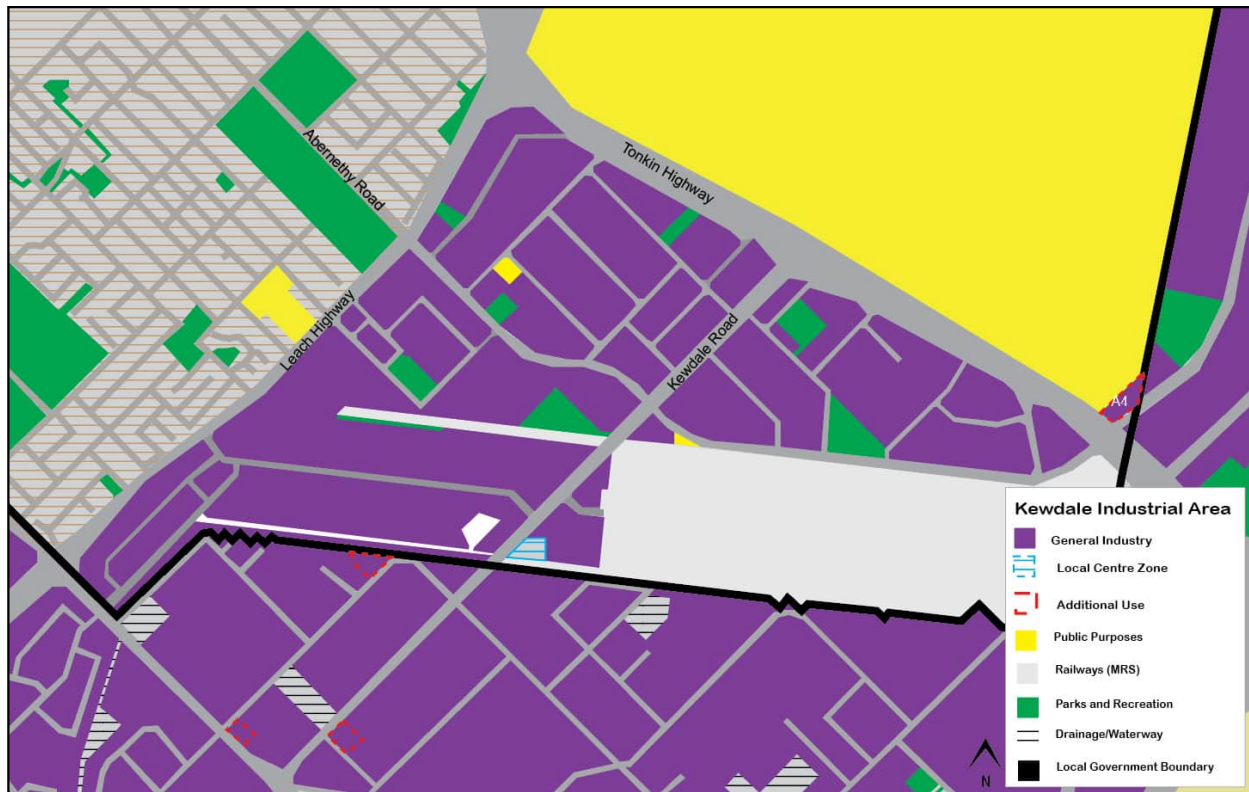 Abernethy Road
Tonkin Highway
Leach Highway
Kewdale Road
A4
Kewdale Industrial Area
General Industry
Local Centre Zone
Additional Use
Public Purposes
Railways (MRS)
Parks and Recreation
Drainage/Waterway
Local Government Boundary
N